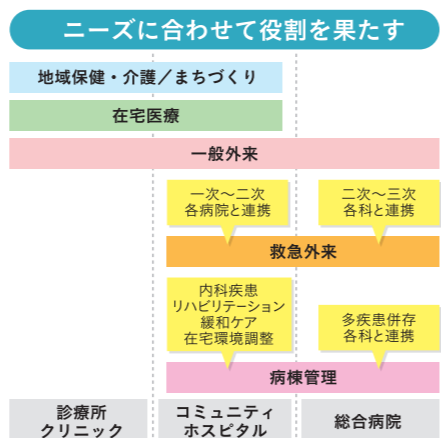 ニーズに合わせて役割を果たす
地域保健・介護／まちづくり
在宅医療
一般外来
一次～二次
各病院と連携
二次～三次
各科と連携
救急外来
内科疾患
リハビリテーション
緩和ケア
在宅環境調整
多疾患併存
各科と連携
病棟管理
診療所
クリニック
コミュニティ
ホスピタル
総合病院